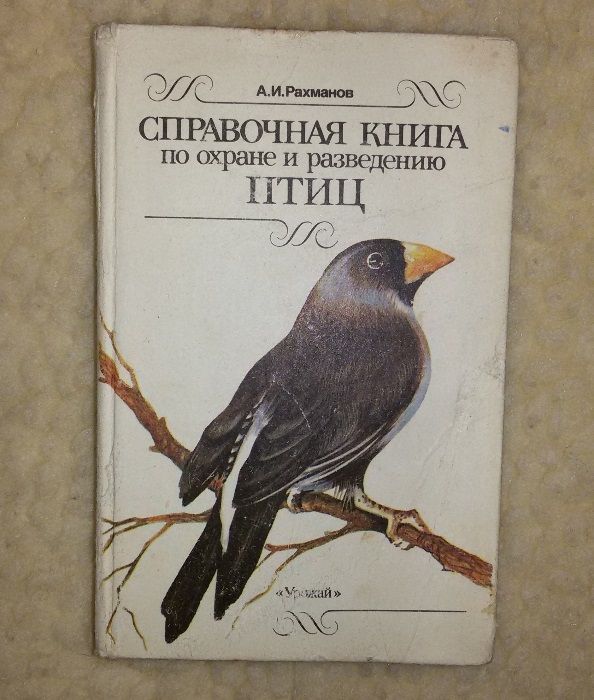 А.И.Рахманов
СПРАВОЧНАЯ КНИГА
по охране и разведению
ПТИЦ
«Урожай»